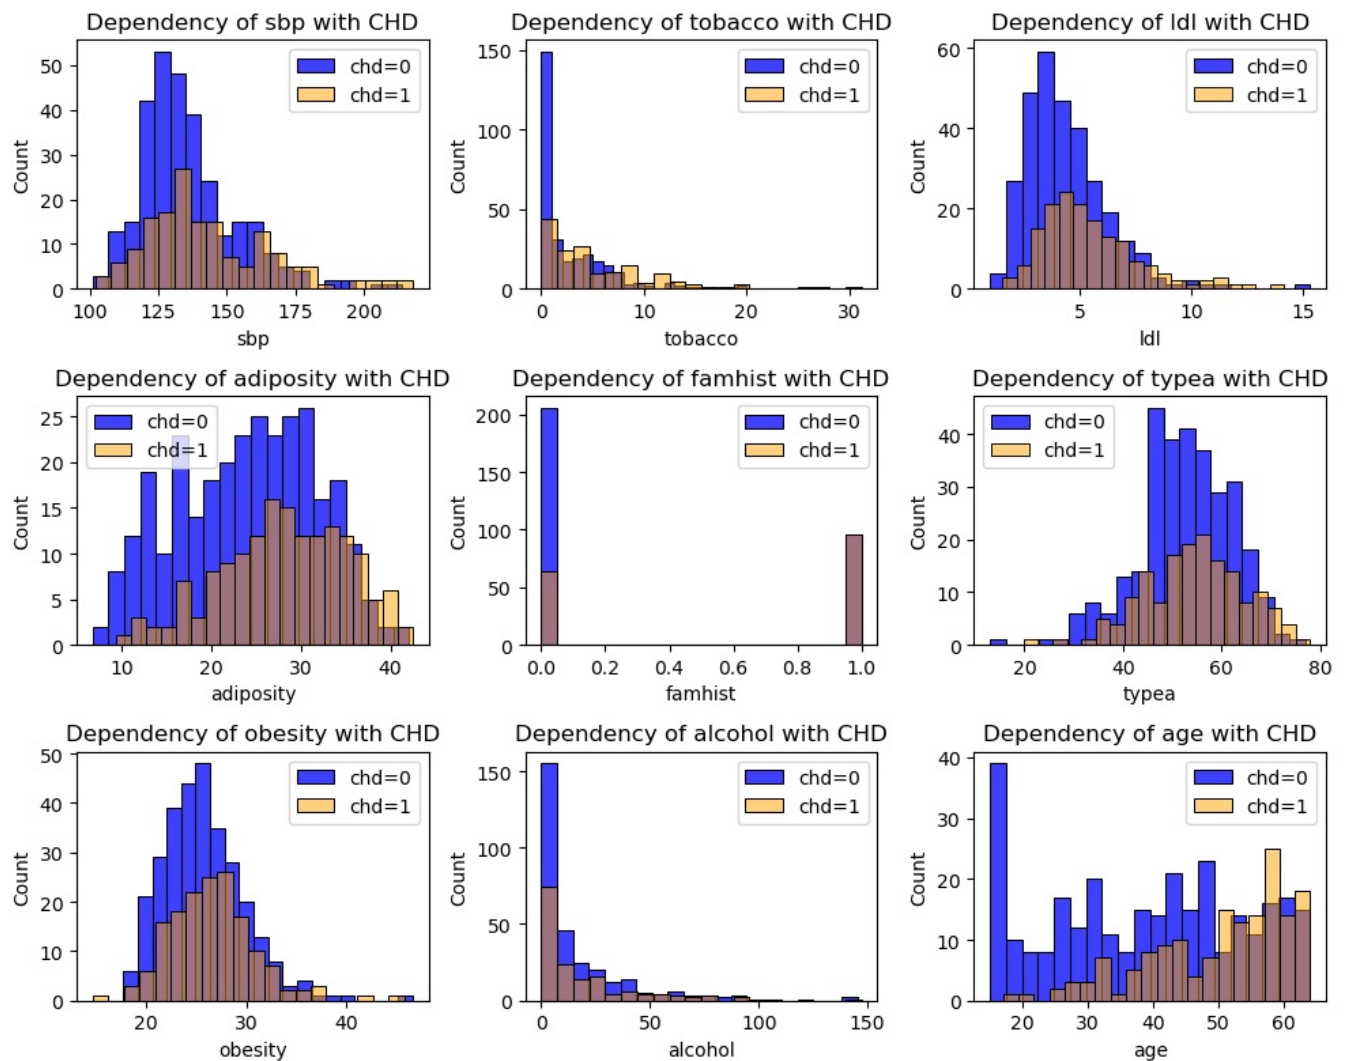 Dependency of sbp with CHD
50
40
30
20
10
0
Count
chd=0
chd=1
100 125 150 175 200
sbp
Dependency of tobacco with CHD
150
100
50
0
Count
chd=0
chd=1
0 10 20 30
tobacco
Dependency of ldl with CHD
60
40
20
0
Count
chd=0
chd=1
5 10 15
ldl
Dependency of adiposity with CHD
25
20
15
10
5
0
Count
chd=0
chd=1
10 20 30 40
adiposity
Dependency of famhist with CHD
200
150
100
50
0
Count
chd=0
chd=1
0.0 0.2 0.4 0.6 0.8 1.0
famhist
Dependency of typea with CHD
40
30
20
10
0
Count
chd=0
chd=1
20 40 60 80
typea
Dependency of obesity with CHD
50
40
30
20
10
0
Count
chd=0
chd=1
20 30 40
obesity
Dependency of alcohol with CHD
150
100
50
0
Count
chd=0
chd=1
0 50 100 150
alcohol
Dependency of age with CHD
40
30
20
10
0
Count
chd=0
chd=1
20 30 40 50 60
age